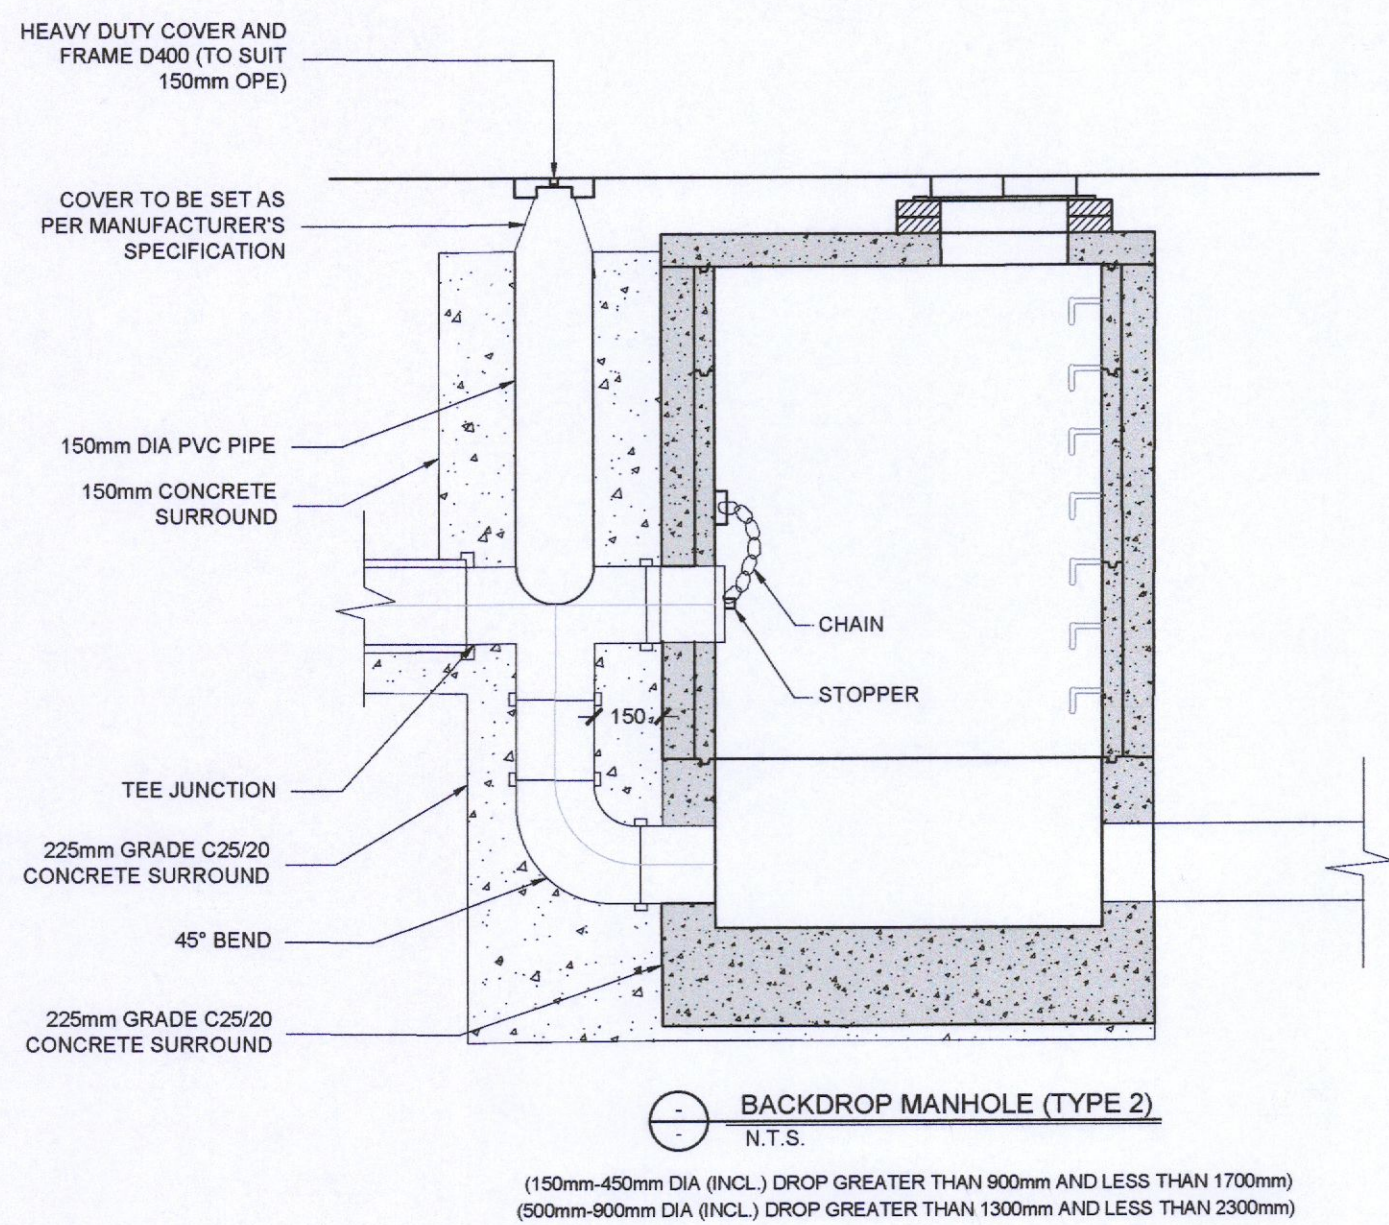 HEAVY DUTY COVER AND
FRAME D400 (TO SUIT
150mm OPE)
COVER TO BE SET AS
PER MANUFACTURER'S
SPECIFICATION
150mm DIA PVC PIPE
150mm CONCRETE
SURROUND
CHAIN
STOPPER
150
TEE JUNCTION
225mm GRADE C25/20
CONCRETE SURROUND
45° BEND
225mm GRADE C25/20
CONCRETE SURROUND
BACKDROP MANHOLE (TYPE 2)
N.T.S.
(150mm-450mm DIA (INCL.) DROP GREATER THAN 900mm AND LESS THAN 1700mm)
(500mm-900mm DIA (INCL.) DROP GREATER THAN 1300mm AND LESS THAN 2300mm)